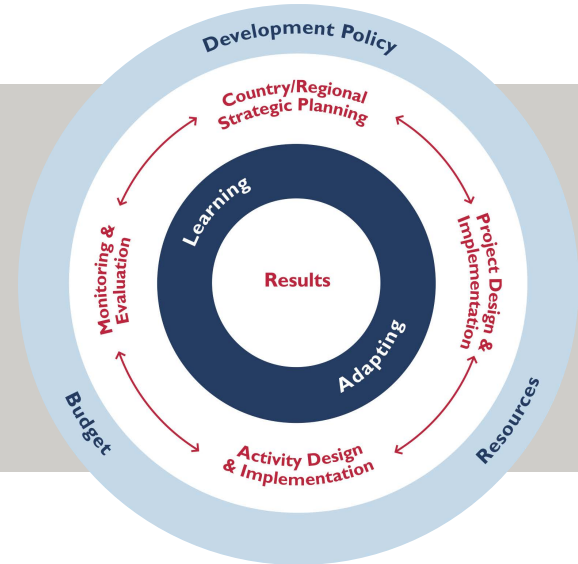 Development Policy
Country/Regional
Strategic Planning
Learning
Monitoring &
Evaluation
Results
Project Design &
Implementation
Adapting
Budget
Resources
Activity Design
& Implementation